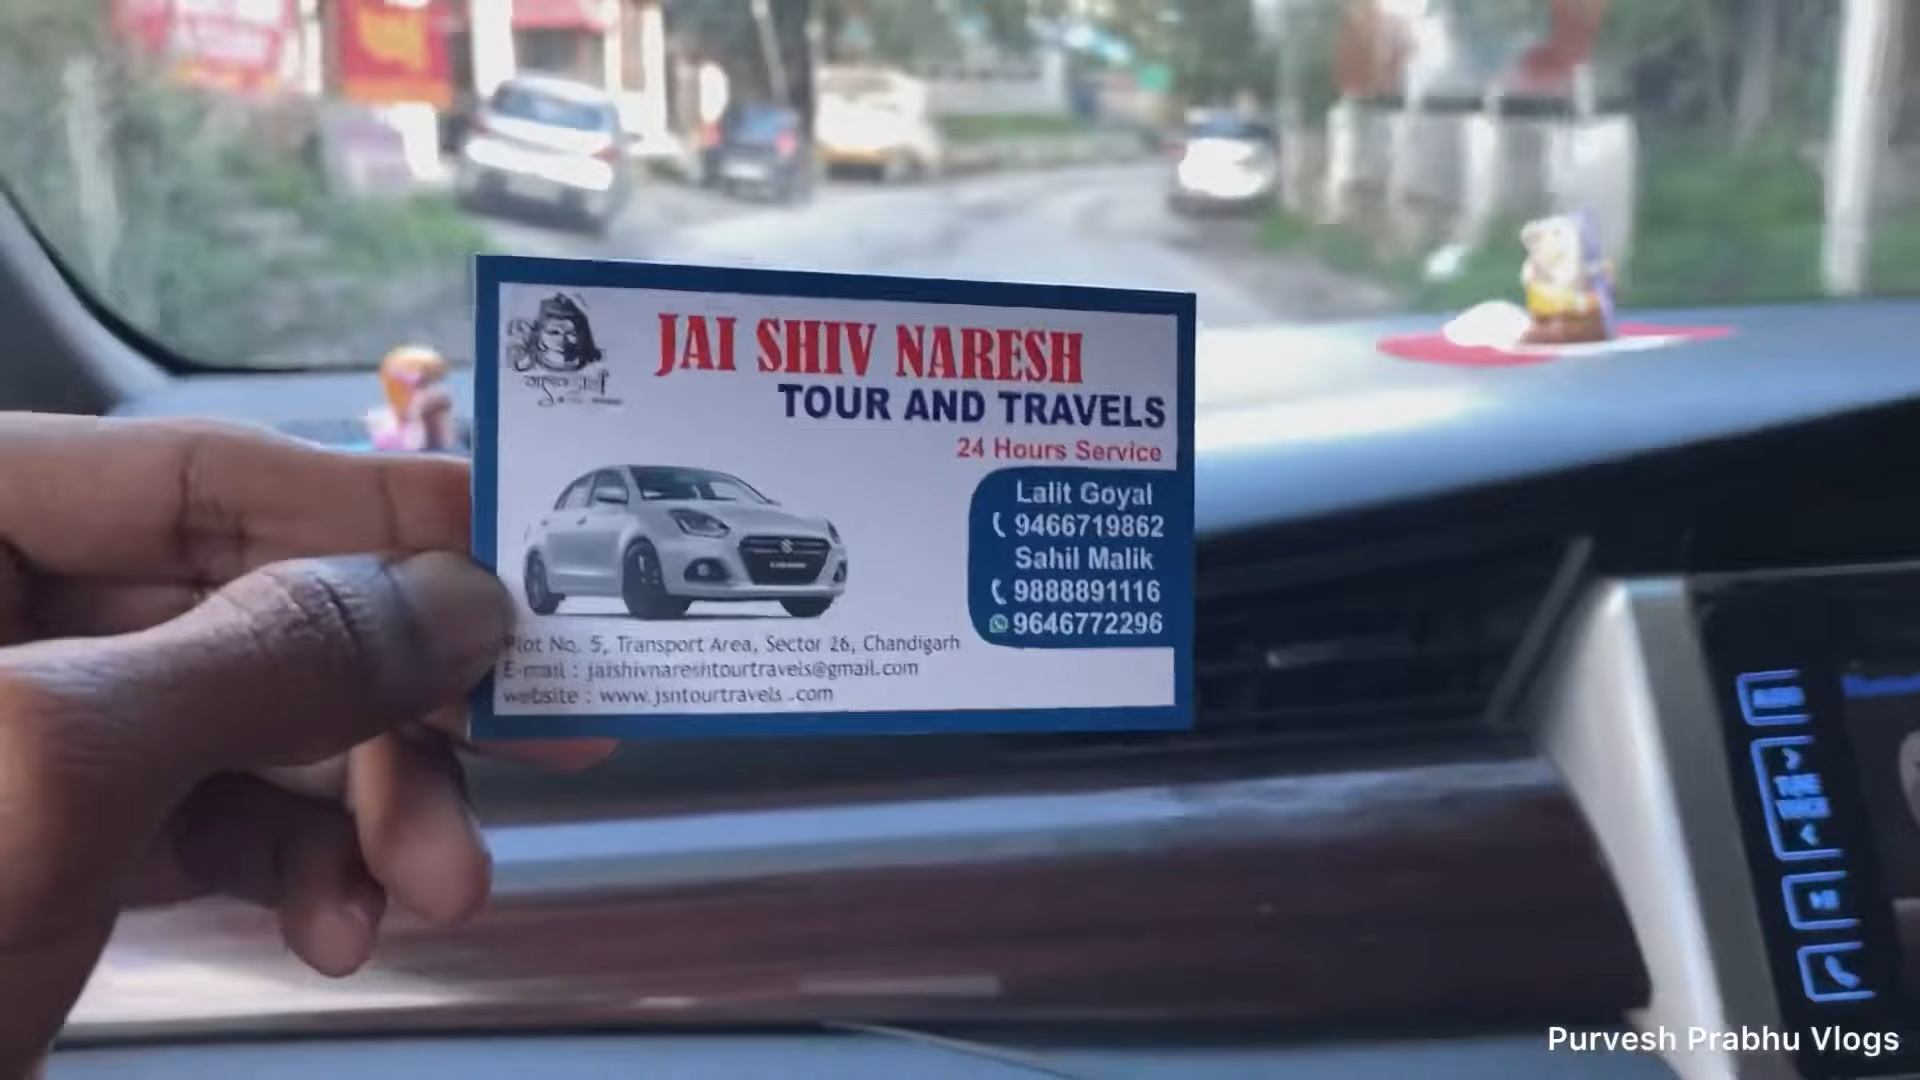 JAI SHIV NARESH
TOUR AND TRAVELS
24 Hours Service
Lalit Goyal
9466719862
Sahil Malik
9888891116
9646772296
Plot No. 5, Transport Area, Sector 26, Chandigarh
E-mail : jaishivnareshtourtravels@gmail.com
website : www.jsntourtravels .com
Purvesh Prabhu Vlogs